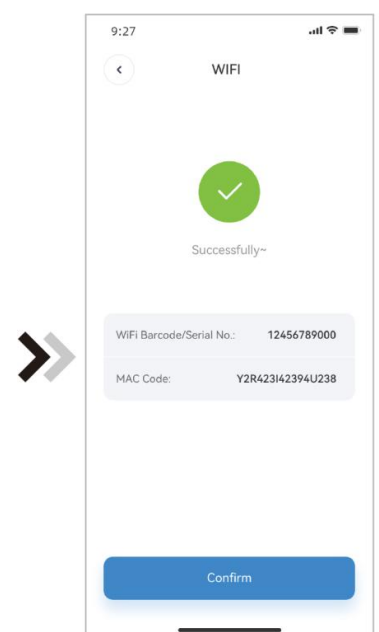 9:27
WIFI
Successfully~
WiFi Barcode/Serial No.: 12456789000
MAC Code: Y2R423I42394U238
Confirm